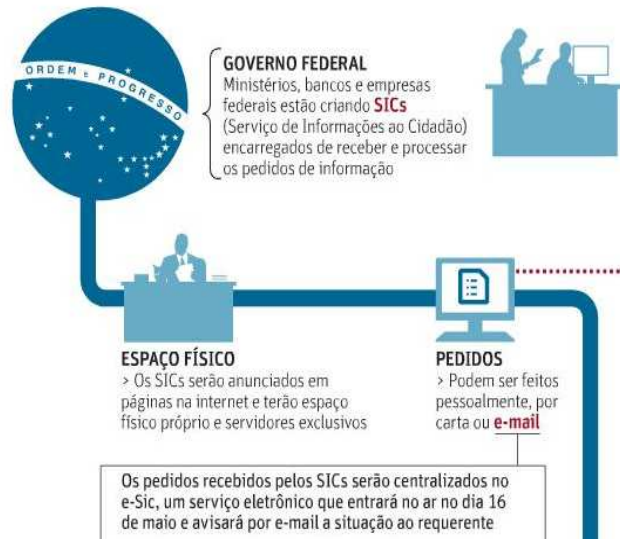 ORDEM E PROGRESSO
GOVERNO FEDERAL
Ministérios, bancos e empresas
federais estão criando SICs
(Serviço de Informações ao Cidadão)
encarregados de receber e processar
os pedidos de informação
ESPAÇO FÍSICO
> Os SICs serão anunciados em
páginas na internet e terão espaço
físico próprio e servidores exclusivos
PEDIDOS
> Podem ser feitos
pessoalmente, por
carta ou e-mail
Os pedidos recebidos pelos SICs serão centralizados no
e-Sic, um serviço eletrônico que entrará no ar no dia 16
de maio e avisará por e-mail a situação ao requerente